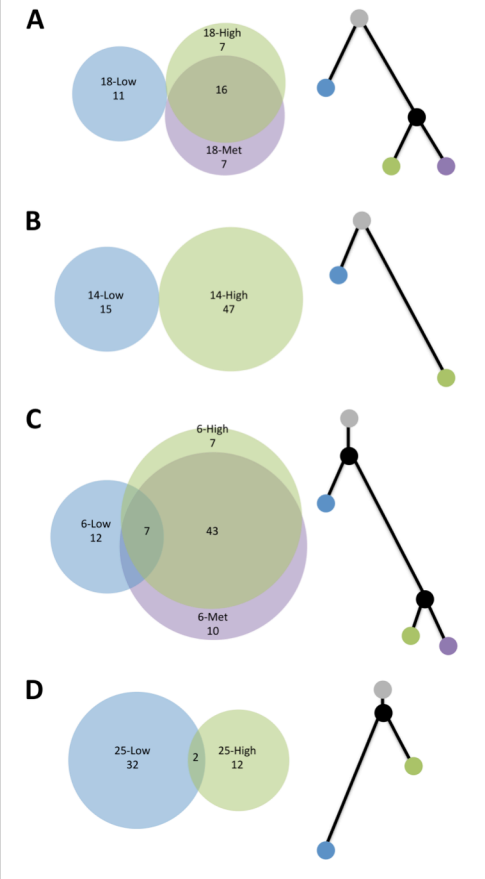 A
18-High
7
18-Low
11
16
18-Met
7
B
14-Low
15
14-High
47
C
6-High
7
6-Low
12
7
43
6-Met
10
D
25-Low
32
2
25-High
12